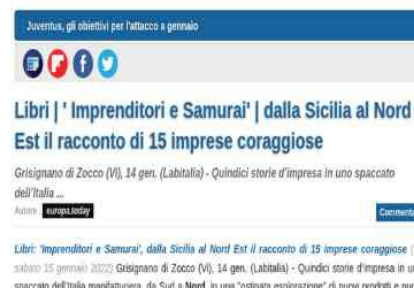 Juventus, gli obiettivi per l'attacco a gennaio
Libri | ' Imprenditori e Samurai' | dalla Sicilia al Nord
Est il racconto di 15 imprese coraggiose
Grisignano di Zocco (VI), 14 gen. (Labitalia) - Quindici storie d'impresa in uno spaccato
dell'Italia ...
Autore : europa.today
Commenta
Libri: 'Imprenditori e Samurai', dalla Sicilia al Nord Est il racconto di 15 imprese coraggiose (
sabato 15 gennaio 2022) Grisignano di Zocco (VI), 14 gen. (Labitalia) - Quindici storie d'impresa in uno
spaccato dell'Italia manifatturiera, da Sud a Nord, in una "ostinata esplorazione" di nuovi prodotti e